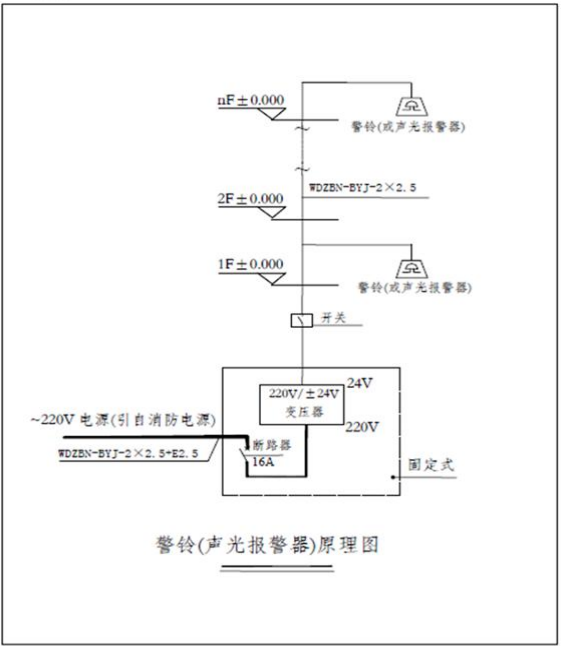 nF±0.000
警铃(或声光报警器)
WDZBN-BYJ-2×2.5
2F±0.000
1F±0.000
警铃(或声光报警器)
开关
220V/±24V
变压器
24V
220V
~220V 电源(引自消防电源)
WDZBN-BYJ-2×2.5+E2.5
断路器
16A
固定式
警铃(声光报警器)原理图